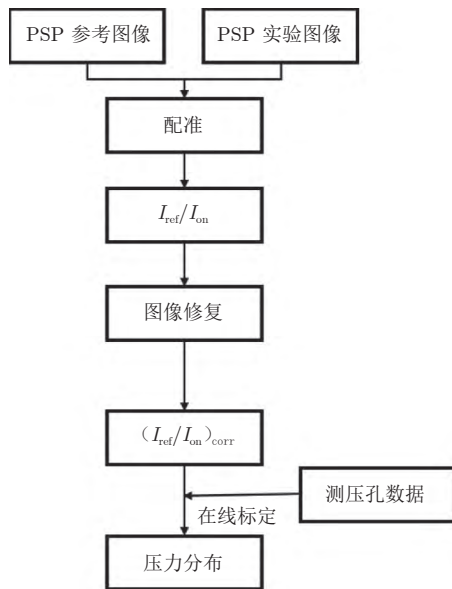 PSP 参考图像
PSP 实验图像
配准
I_ref/I_on
图像修复
（I_ref/I_on）_corr
测压孔数据
在线标定
压力分布